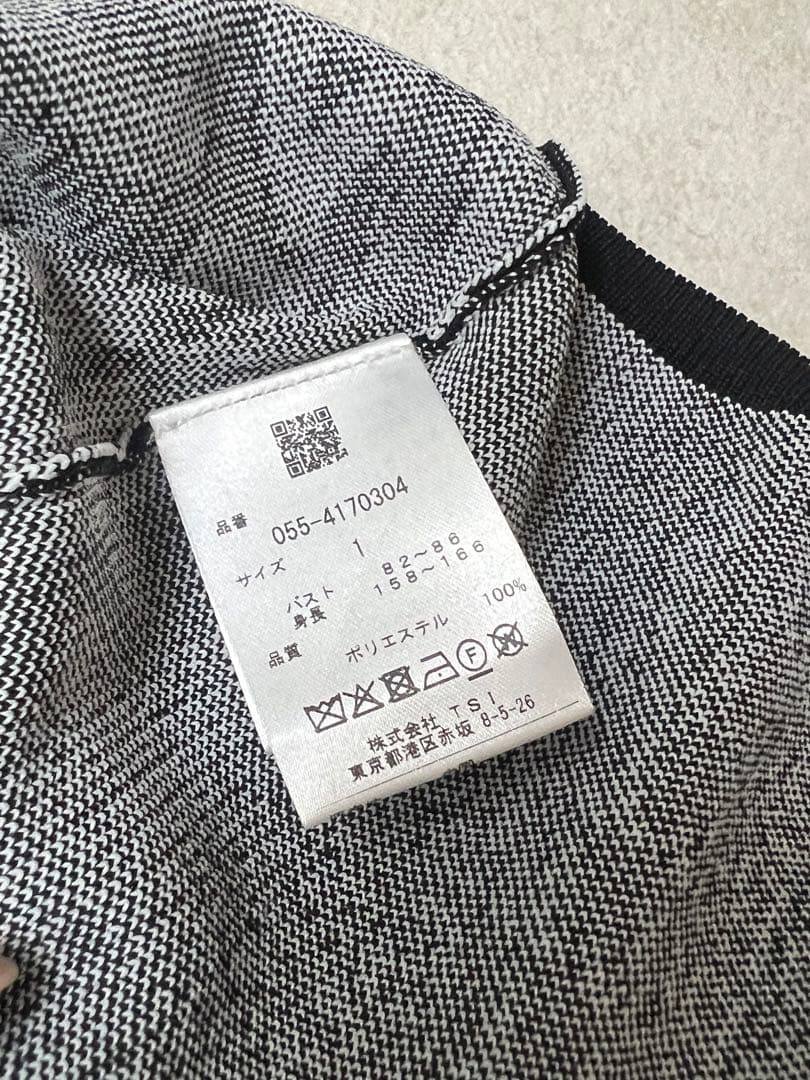 品番 055-4170304
サイズ 1
バスト 82～86
身長 158～166
品質 ポリエステル 100%
F
株式会社 TSI
東京都港区赤坂 8-5-26